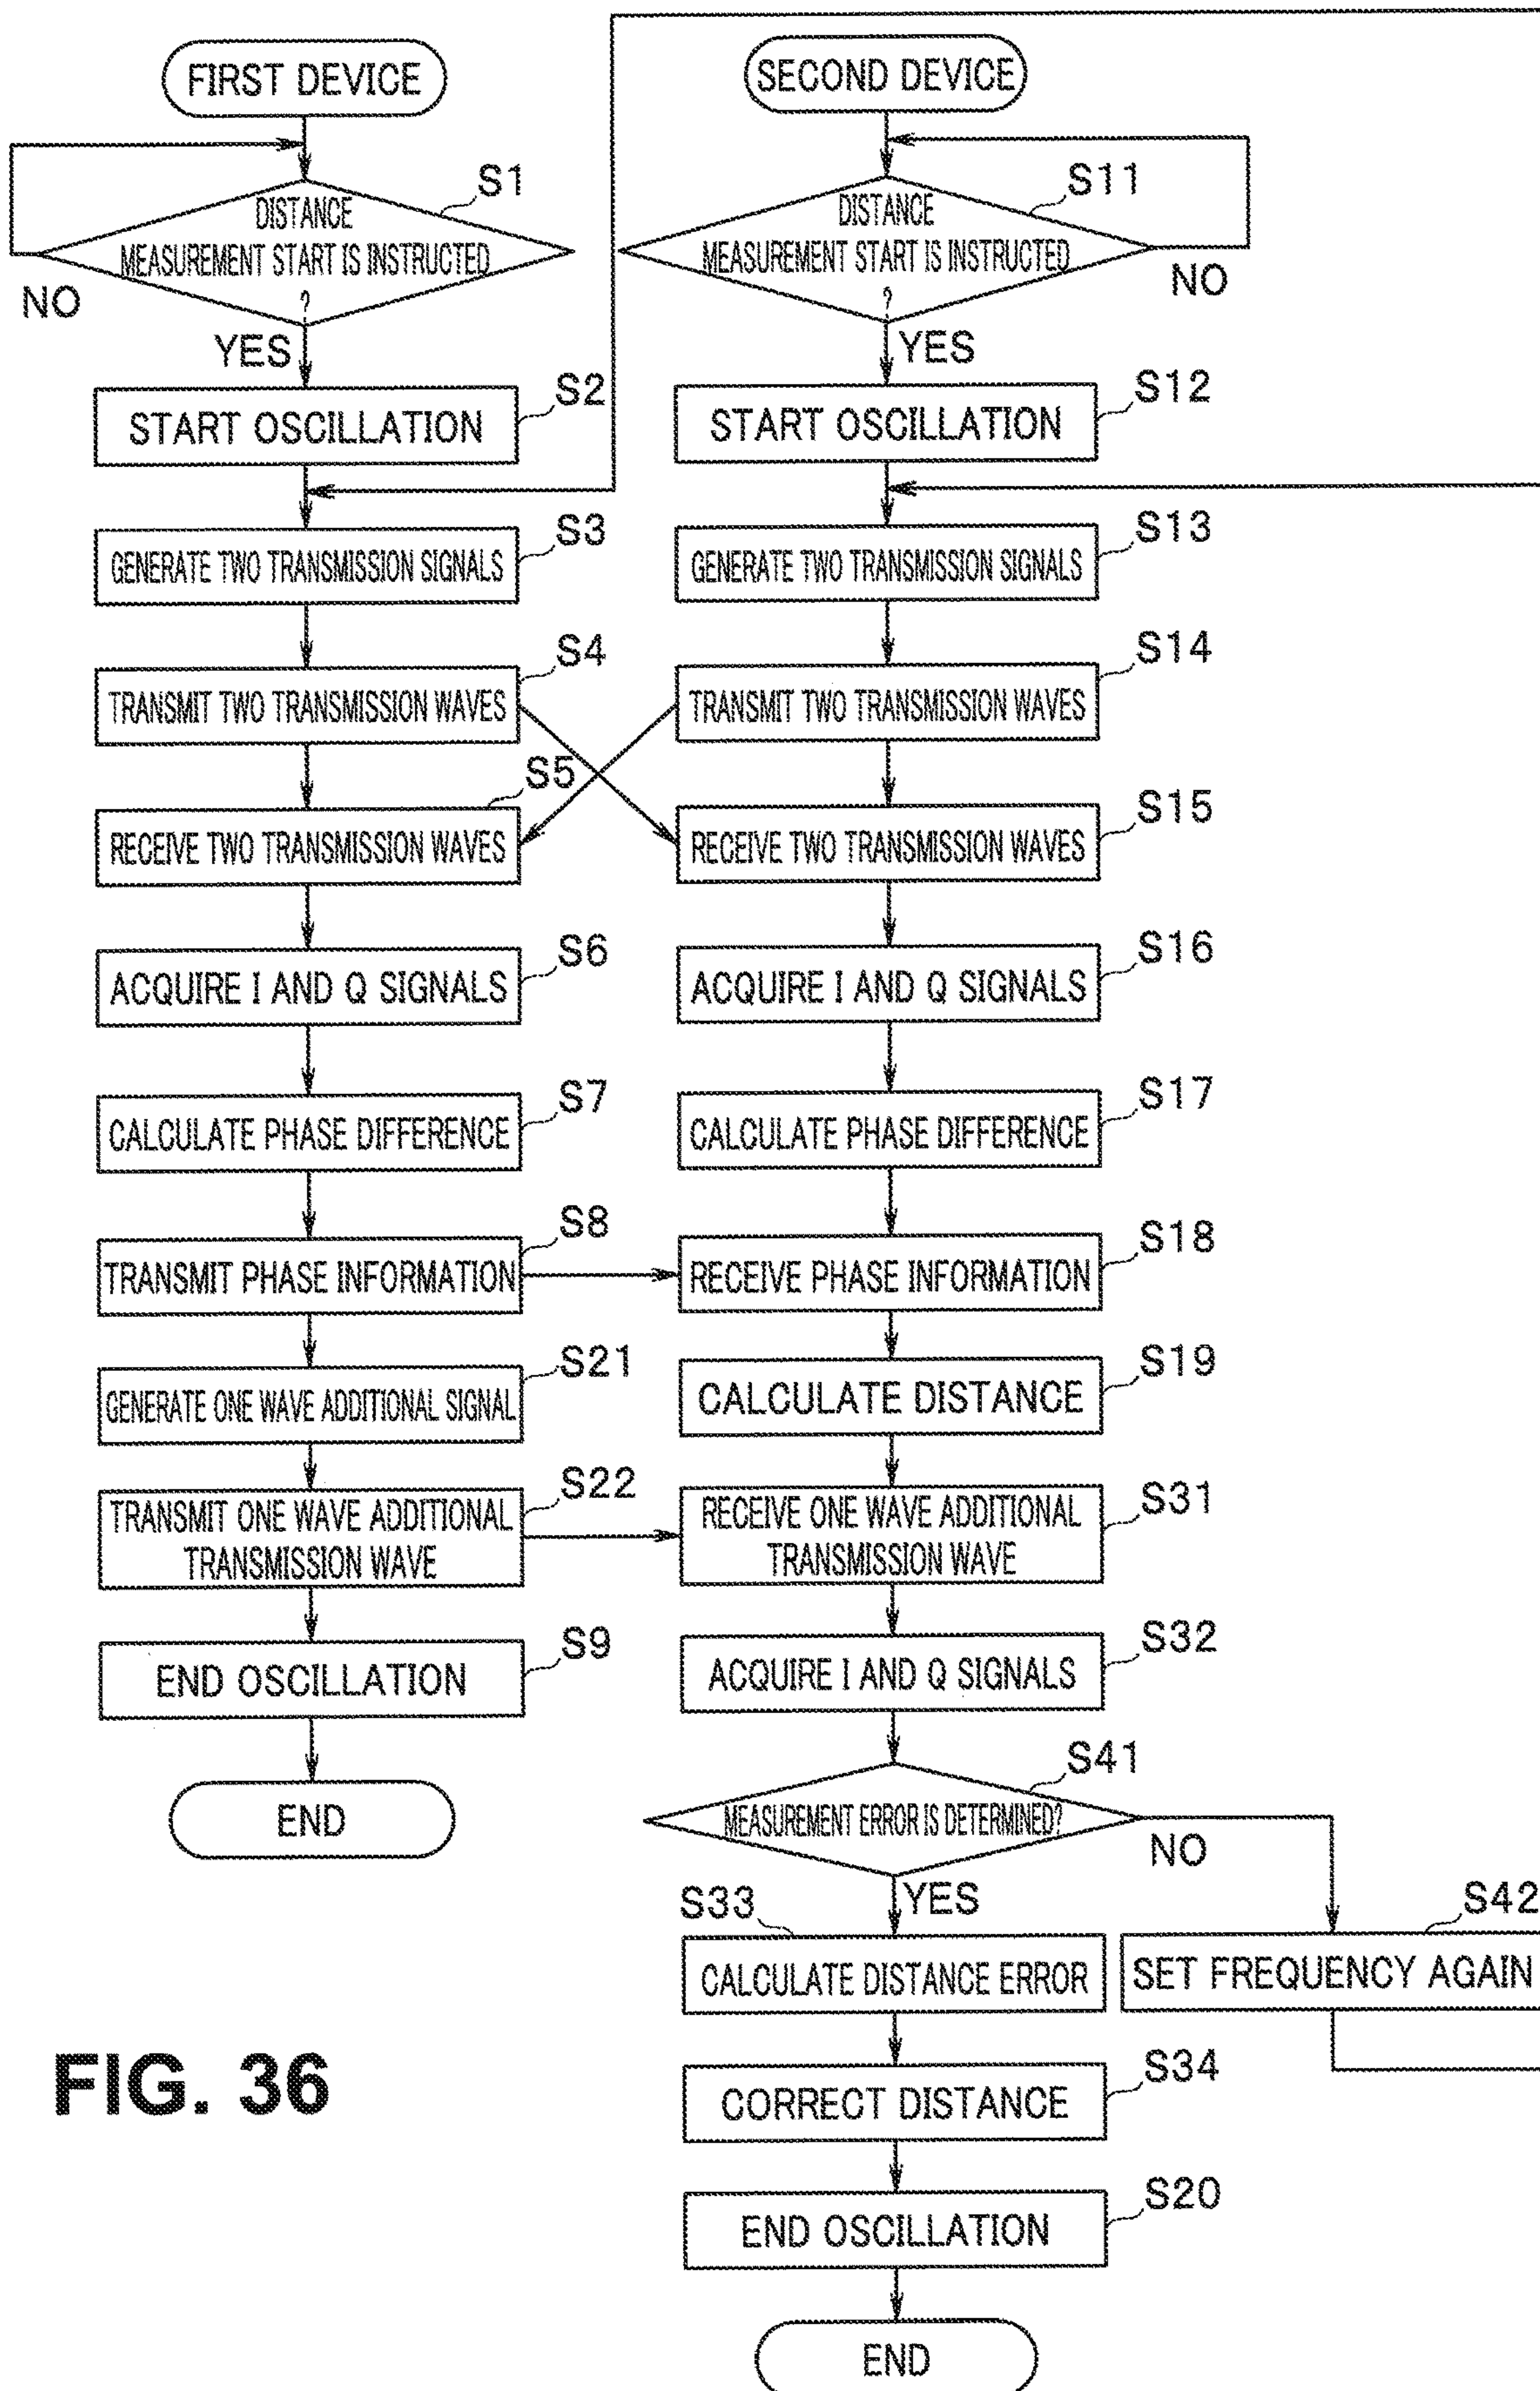 FIRST DEVICE
S1
DISTANCE
MEASUREMENT START IS INSTRUCTED
?
NO
YES
S2
START OSCILLATION
S3
GENERATE TWO TRANSMISSION SIGNALS
S4
TRANSMIT TWO TRANSMISSION WAVES
S5
RECEIVE TWO TRANSMISSION WAVES
S6
ACQUIRE I AND Q SIGNALS
S7
CALCULATE PHASE DIFFERENCE
S8
TRANSMIT PHASE INFORMATION
S21
GENERATE ONE WAVE ADDITIONAL SIGNAL
S22
TRANSMIT ONE WAVE ADDITIONAL
TRANSMISSION WAVE
S9
END OSCILLATION
END
SECOND DEVICE
S11
DISTANCE
MEASUREMENT START IS INSTRUCTED
?
NO
YES
S12
START OSCILLATION
S13
GENERATE TWO TRANSMISSION SIGNALS
S14
TRANSMIT TWO TRANSMISSION WAVES
S15
RECEIVE TWO TRANSMISSION WAVES
S16
ACQUIRE I AND Q SIGNALS
S17
CALCULATE PHASE DIFFERENCE
S18
RECEIVE PHASE INFORMATION
S19
CALCULATE DISTANCE
S31
RECEIVE ONE WAVE ADDITIONAL
TRANSMISSION WAVE
S32
ACQUIRE I AND Q SIGNALS
S41
MEASUREMENT ERROR IS DETERMINED?
NO
YES
S33
CALCULATE DISTANCE ERROR
S42
SET FREQUENCY AGAIN
S34
CORRECT DISTANCE
S20
END OSCILLATION
END
FIG. 36